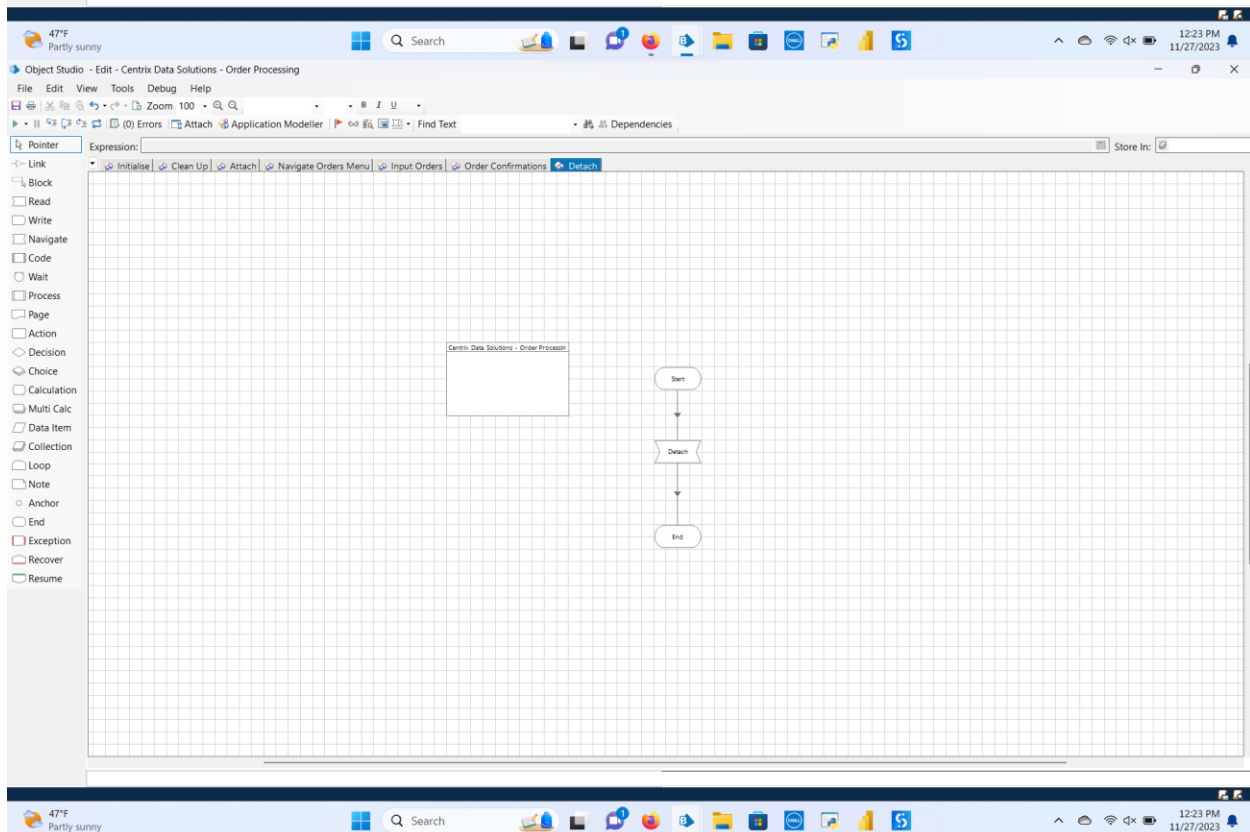 47°F
Partly sunny
Search
12:23 PM
11/27/2023
Object Studio - Edit - Centrix Data Solutions - Order Processing
File Edit View Tools Debug Help
Zoom 100 B I U
(0) Errors Attach Application Modeller Find Text Dependencies
Pointer
Expression:
Store In:
Initialise Clean Up Attach Navigate Orders Menu Input Orders Order Confirmations Detach
Link
Block
Read
Write
Navigate
Code
Wait
Process
Page
Action
Decision
Choice
Calculation
Multi Calc
Data Item
Collection
Loop
Note
Anchor
End
Exception
Recover
Resume
Centrix Data Solutions - Order Processin
Start
Detach
End
47°F
Partly sunny
Search
12:23 PM
11/27/2023